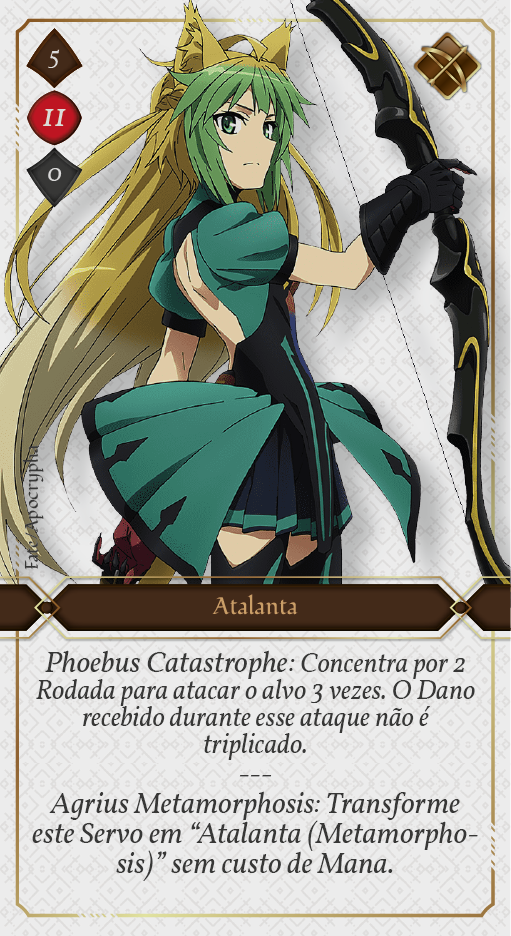 5
11
0
Fate Apocrypha
Atalanta
Phoebus Catastrophe: Concentra por 2
Rodada para atacar o alvo 3 vezes. O Dano
recebido durante esse ataque não é
triplicado.
---
Agrius Metamorphosis: Transforme
este Servo em “Atalanta (Metamorpho-
sis)” sem custo de Mana.